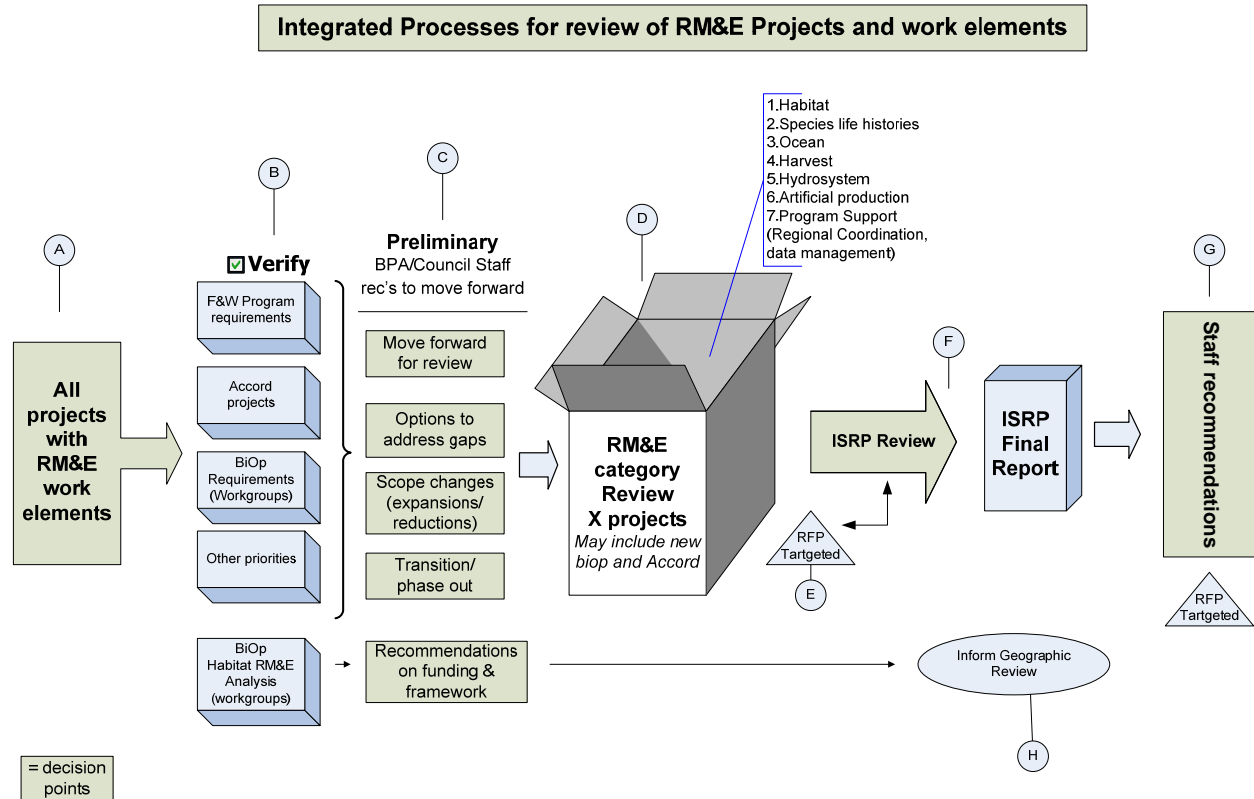 Integrated Processes for review of RM&E Projects and work elements
A
All
projects
with
RM&E
work
elements
B
Verify
F&W Program
requirements
Accord
projects
BiOp
Requirements
(Workgroups)
Other priorities
BiOp
Habitat RM&E
Analysis
(workgroups)
C
Preliminary
BPA/Council Staff
rec's to move forward
Move forward
for review
Options to
address gaps
Scope changes
(expansions/
reductions)
Transition/
phase out
Recommendations
on funding &
framework
D
1.Habitat
2.Species life histories
3.Ocean
4.Harvest
5.Hydrosystem
6.Artificial production
7.Program Support
(Regional Coordination,
data management)
RM&E
category
Review
X projects
May include new
biop and Accord
ISRP Review
RFP
Tartgeted
E
F
ISRP
Final
Report
G
Staff recommendations
RFP
Tartgeted
Inform Geographic
Review
H
= decision
points